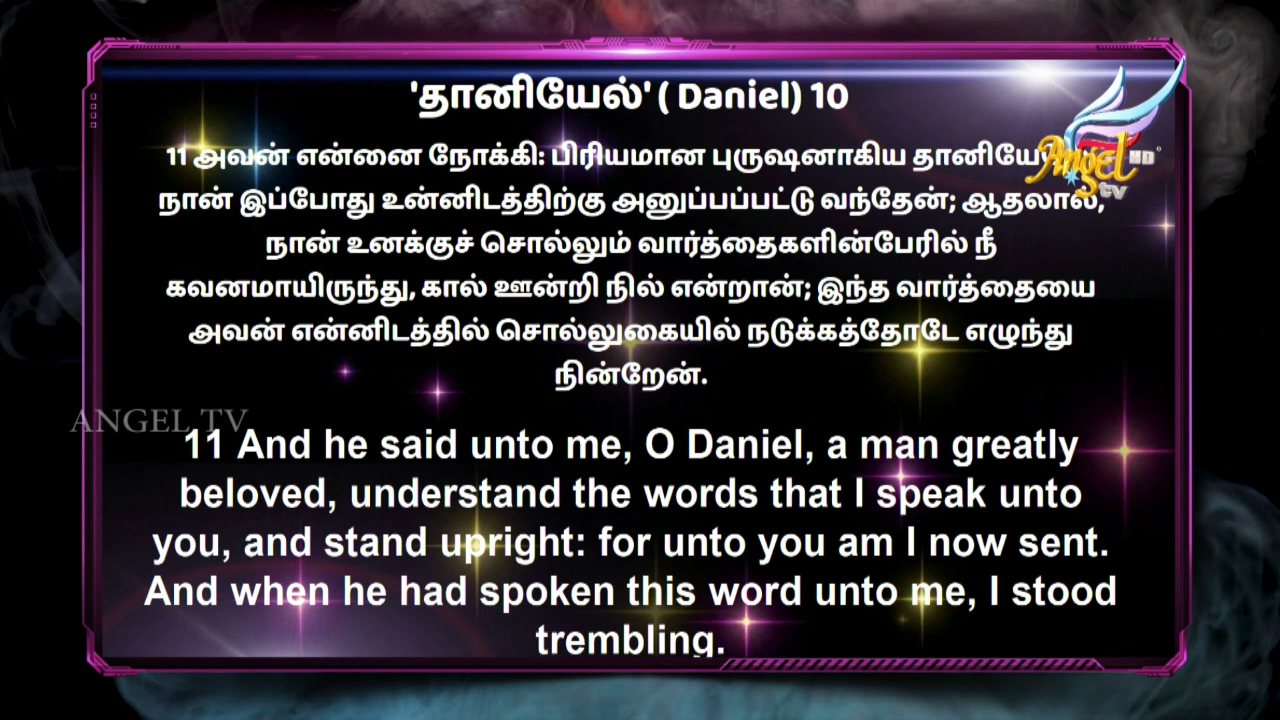 'தானியேல்' ( Daniel) 10
11 அவன் என்னை நோக்கி: பிரியமான புருஷனாகிய
நான் இப்போது உன்னிடத்திற்கு அனுப்பப்பட்டு வந்தேன்; ஆதலால்,
நான் உனக்குச் சொல்லும் வார்த்தைகளின்பேரில் நீ
கவனமாயிருந்து, கால் ஊன்றி நில் என்றான்; இந்த வார்த்தையை
அவன் என்னிடத்தில் சொல்லுகையில் நடுக்கத்தோடே எழுந்து
நின்றேன்.
Angel HD
tv
ANGEL TV
11 And he said unto me, O Daniel, a man greatly
beloved, understand the words that I speak unto
you, and stand upright: for unto you am I now sent.
And when he had spoken this word unto me, I stood
trembling.